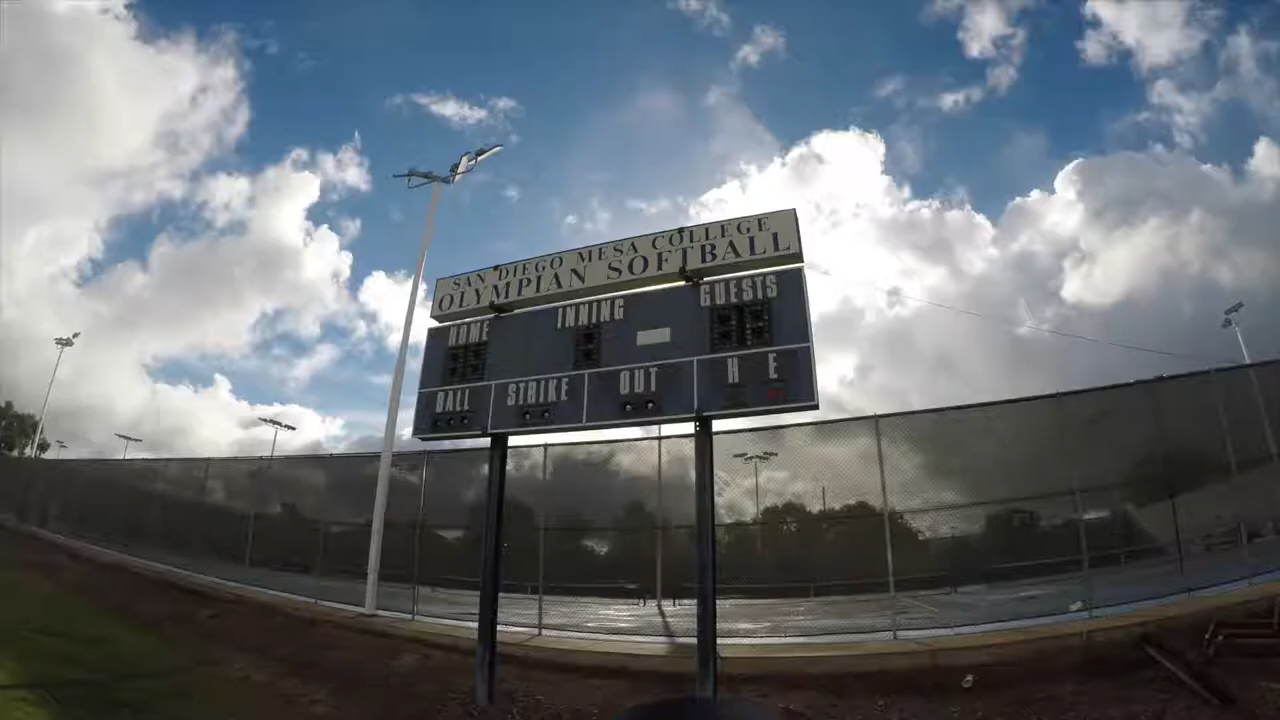 SAN DIEGO MESA COLLEGE
OLYMPIAN SOFTBALL
HOME INNING GUESTS
BALL STRIKE OUT H E